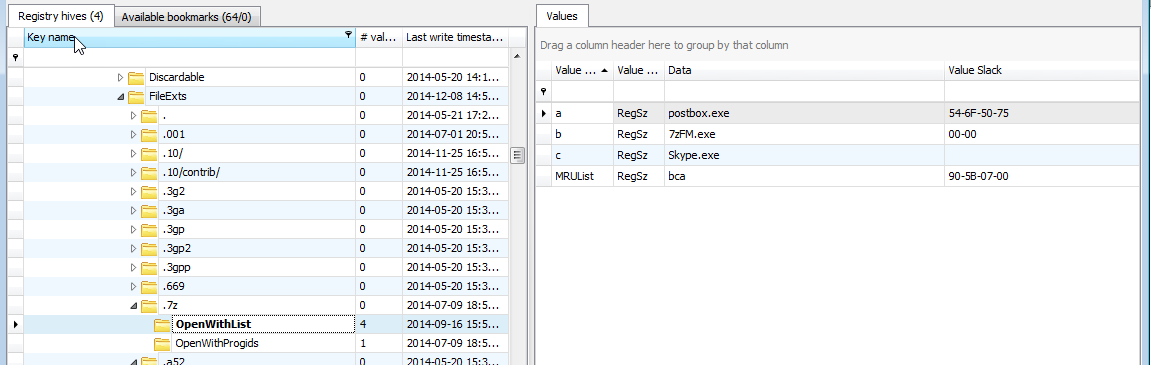 Registry hives (4) Available bookmarks (64/0)
Key name # val... Last write timesta...
Discardable 0 2014-05-20 14:1...
FileExts 0 2014-12-08 14:5...
. 0 2014-05-21 17:2...
.001 0 2014-07-01 20:5...
.10/ 0 2014-11-25 16:5...
.10/contrib/ 0 2014-11-25 16:5...
.3g2 0 2014-05-20 15:3...
.3ga 0 2014-05-20 15:3...
.3gp 0 2014-05-20 15:3...
.3gp2 0 2014-05-20 15:3...
.3gpp 0 2014-05-20 15:3...
.669 0 2014-05-20 15:3...
.7z 0 2014-07-09 18:5...
OpenWithList 4 2014-09-16 15:5...
OpenWithProgids 1 2014-07-09 18:5...
.a52 0 2014-05-20 15:3...
Values
Drag a column header here to group by that column
Value ... Value ... Data Value Slack
a RegSz postbox.exe 54-6F-50-75
b RegSz 7zFM.exe 00-00
c RegSz Skype.exe
MRUList RegSz bca 90-5B-07-00